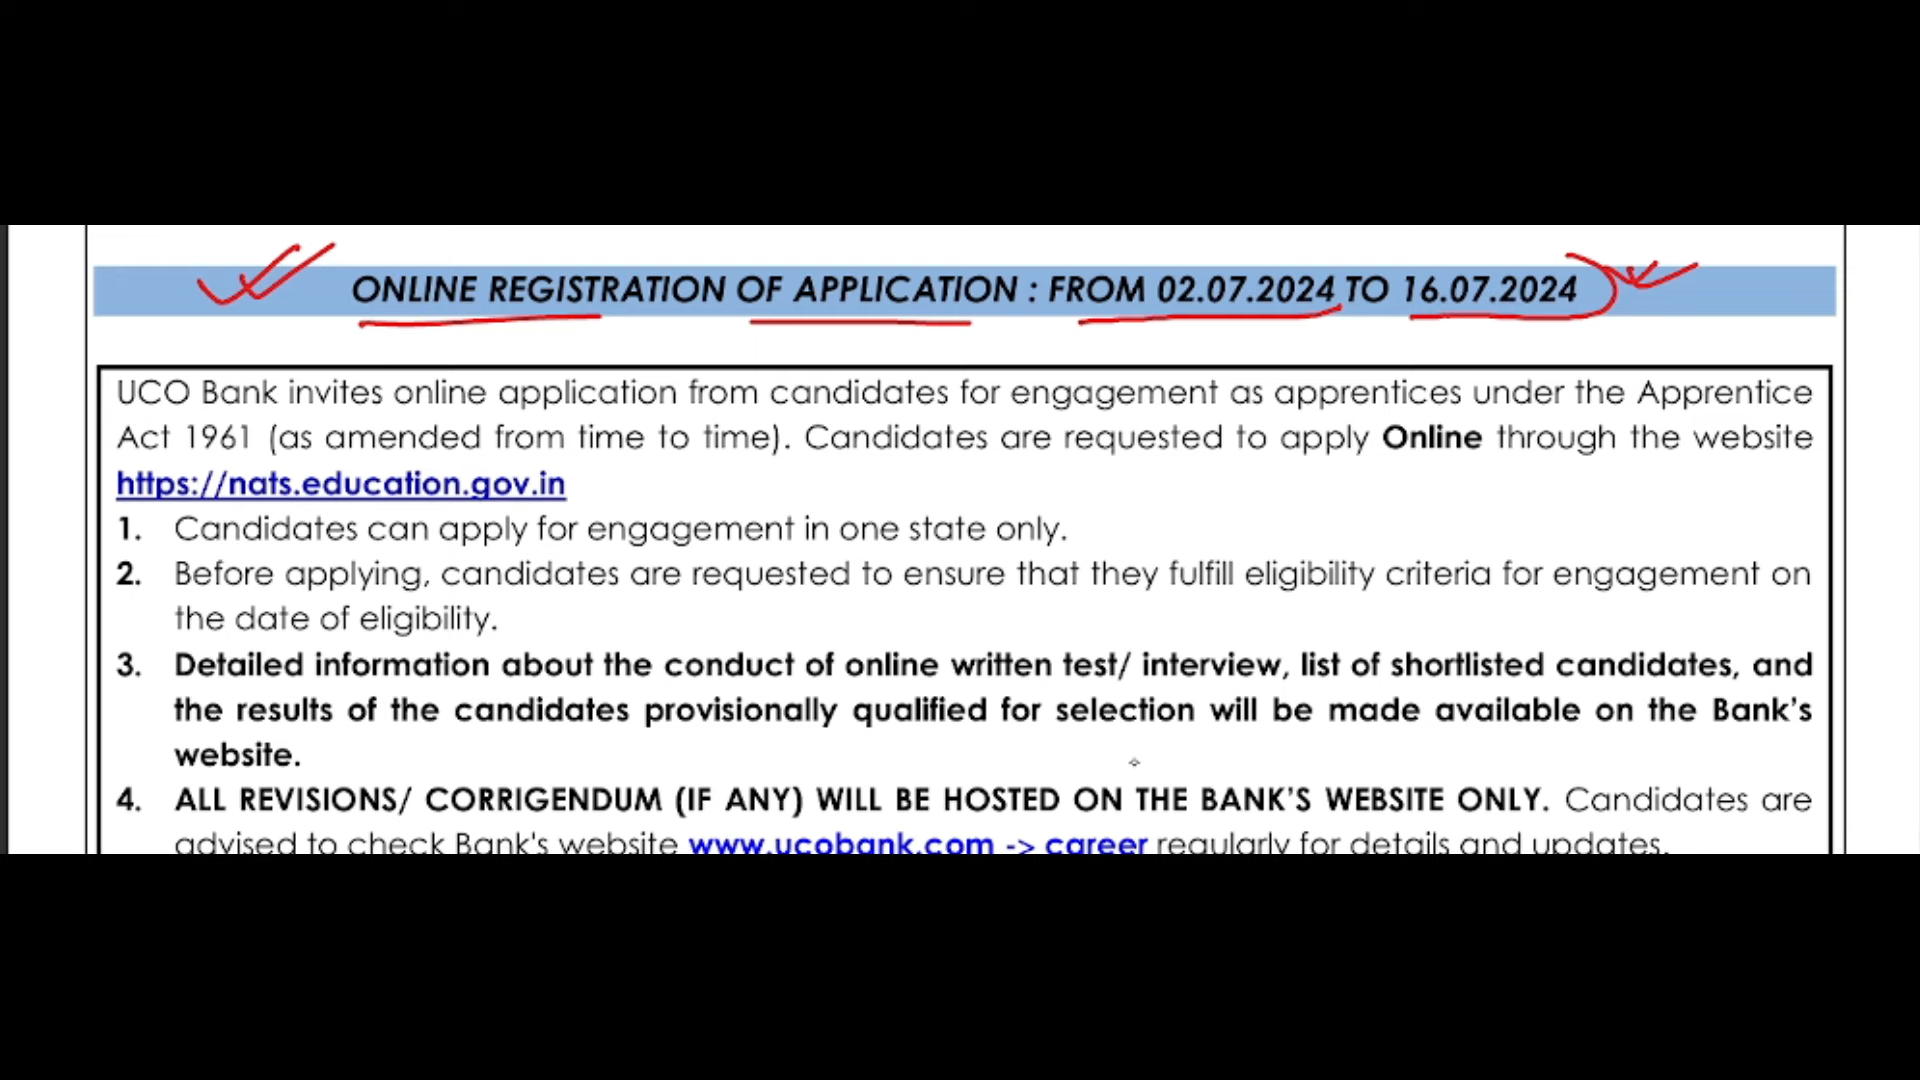 ONLINE REGISTRATION OF APPLICATION : FROM 02.07.2024 TO 16.07.2024
UCO Bank invites online application from candidates for engagement as apprentices under the Apprentice
Act 1961 (as amended from time to time). Candidates are requested to apply Online through the website
https://nats.education.gov.in
1. Candidates can apply for engagement in one state only.
2. Before applying, candidates are requested to ensure that they fulfill eligibility criteria for engagement on
the date of eligibility.
3. Detailed information about the conduct of online written test/ interview, list of shortlisted candidates, and
the results of the candidates provisionally qualified for selection will be made available on the Bank’s
website.
4. ALL REVISIONS/ CORRIGENDUM (IF ANY) WILL BE HOSTED ON THE BANK’S WEBSITE ONLY. Candidates are
advised to check Bank's website www.ucobank.com -> career regularly for details and updates.